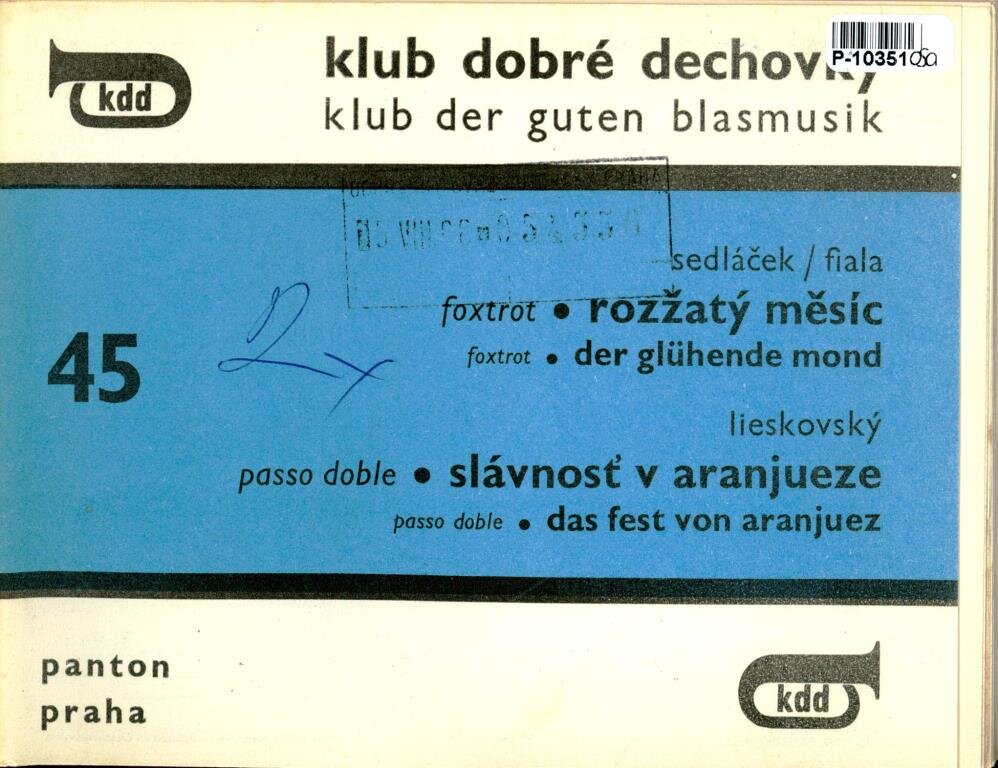 kdd
klub dobré dechovky
P-10351
klub der guten blasmusik
sedláček / fiala
foxtrot • rozžatý měsíc
foxtrot • der glühende mond
45
lieskovský
passo doble • slávnosť v aranjueze
passo doble • das fest von aranjuez
panton
praha
kdd